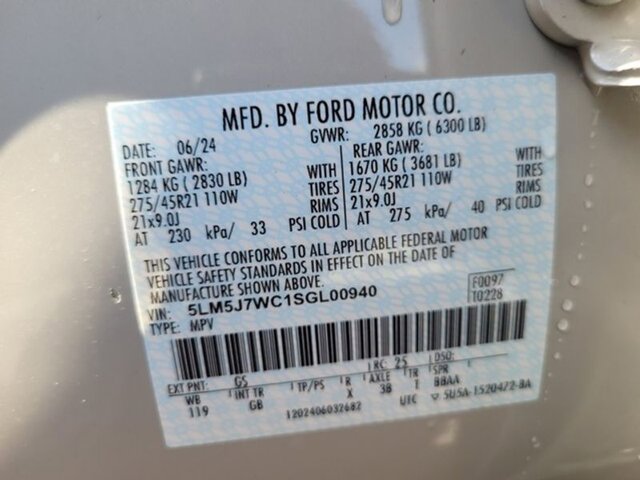 MFD. BY FORD MOTOR CO.
DATE: 06/24 GVWR: 2858 KG ( 6300 LB)
FRONT GAWR: REAR GAWR:
1284 KG ( 2830 LB) WITH 1670 KG ( 3681 LB) WITH
275/45R21 110W TIRES 275/45R21 110W TIRES
21x9.0J RIMS 21x9.0J RIMS
AT 230 kPa/ 33 PSI COLD AT 275 kPa/ 40 PSI COLD
THIS VEHICLE CONFORMS TO ALL APPLICABLE FEDERAL MOTOR
VEHICLE SAFETY STANDARDS IN EFFECT ON THE DATE OF
MANUFACTURE SHOWN ABOVE.
VIN: 5LM5J7WC1SGL00940 F0097
TYPE: MPV T0228
EXT PNT: GS RC: 25 DSO:
WB INT TR TP/PS R AXLE TR SPR
119 GB X 3B 1 BBAA
1202406032682 UTC 5U5A-1520472-BA